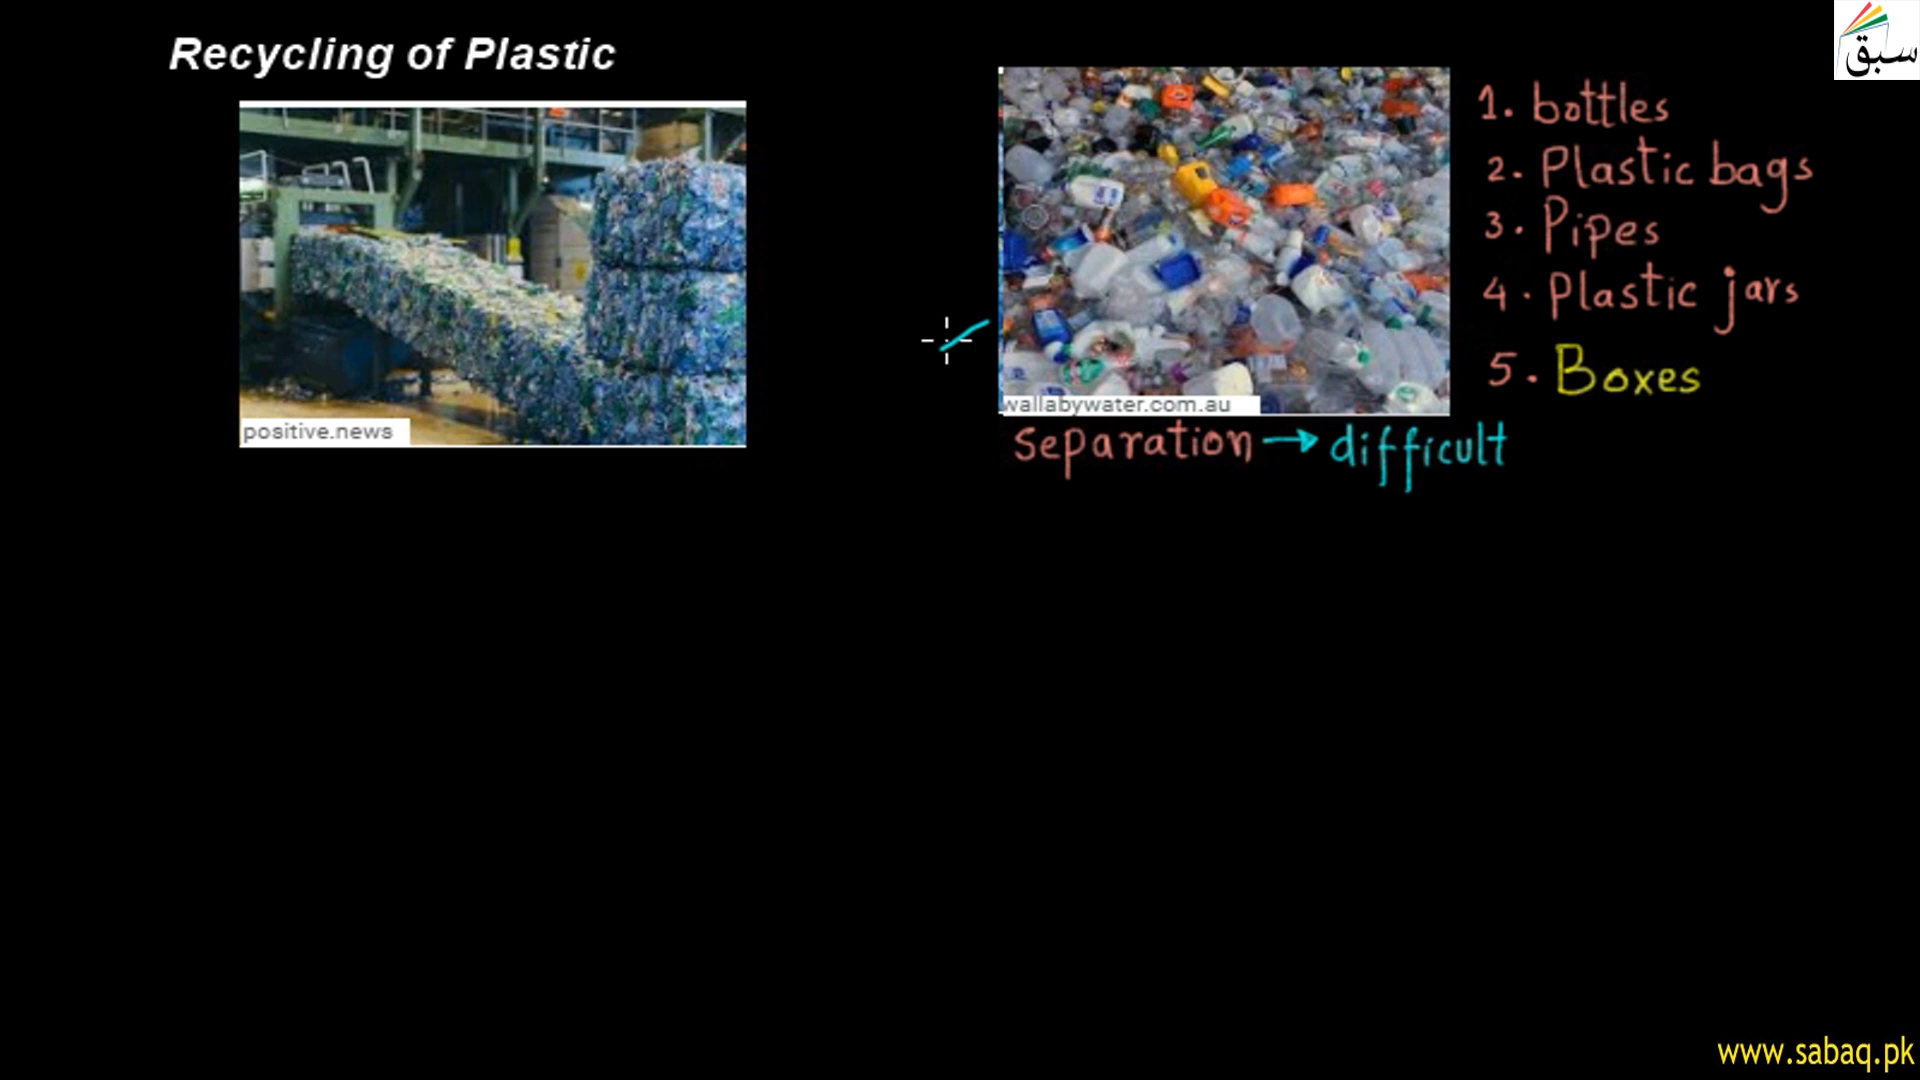 Recycling of Plastic
سبق
1. bottles
2. Plastic bags
3. Pipes
4. Plastic jars
5. Boxes
positive.news
wallabywater.com.au
separation → difficult
www.sabaq.pk